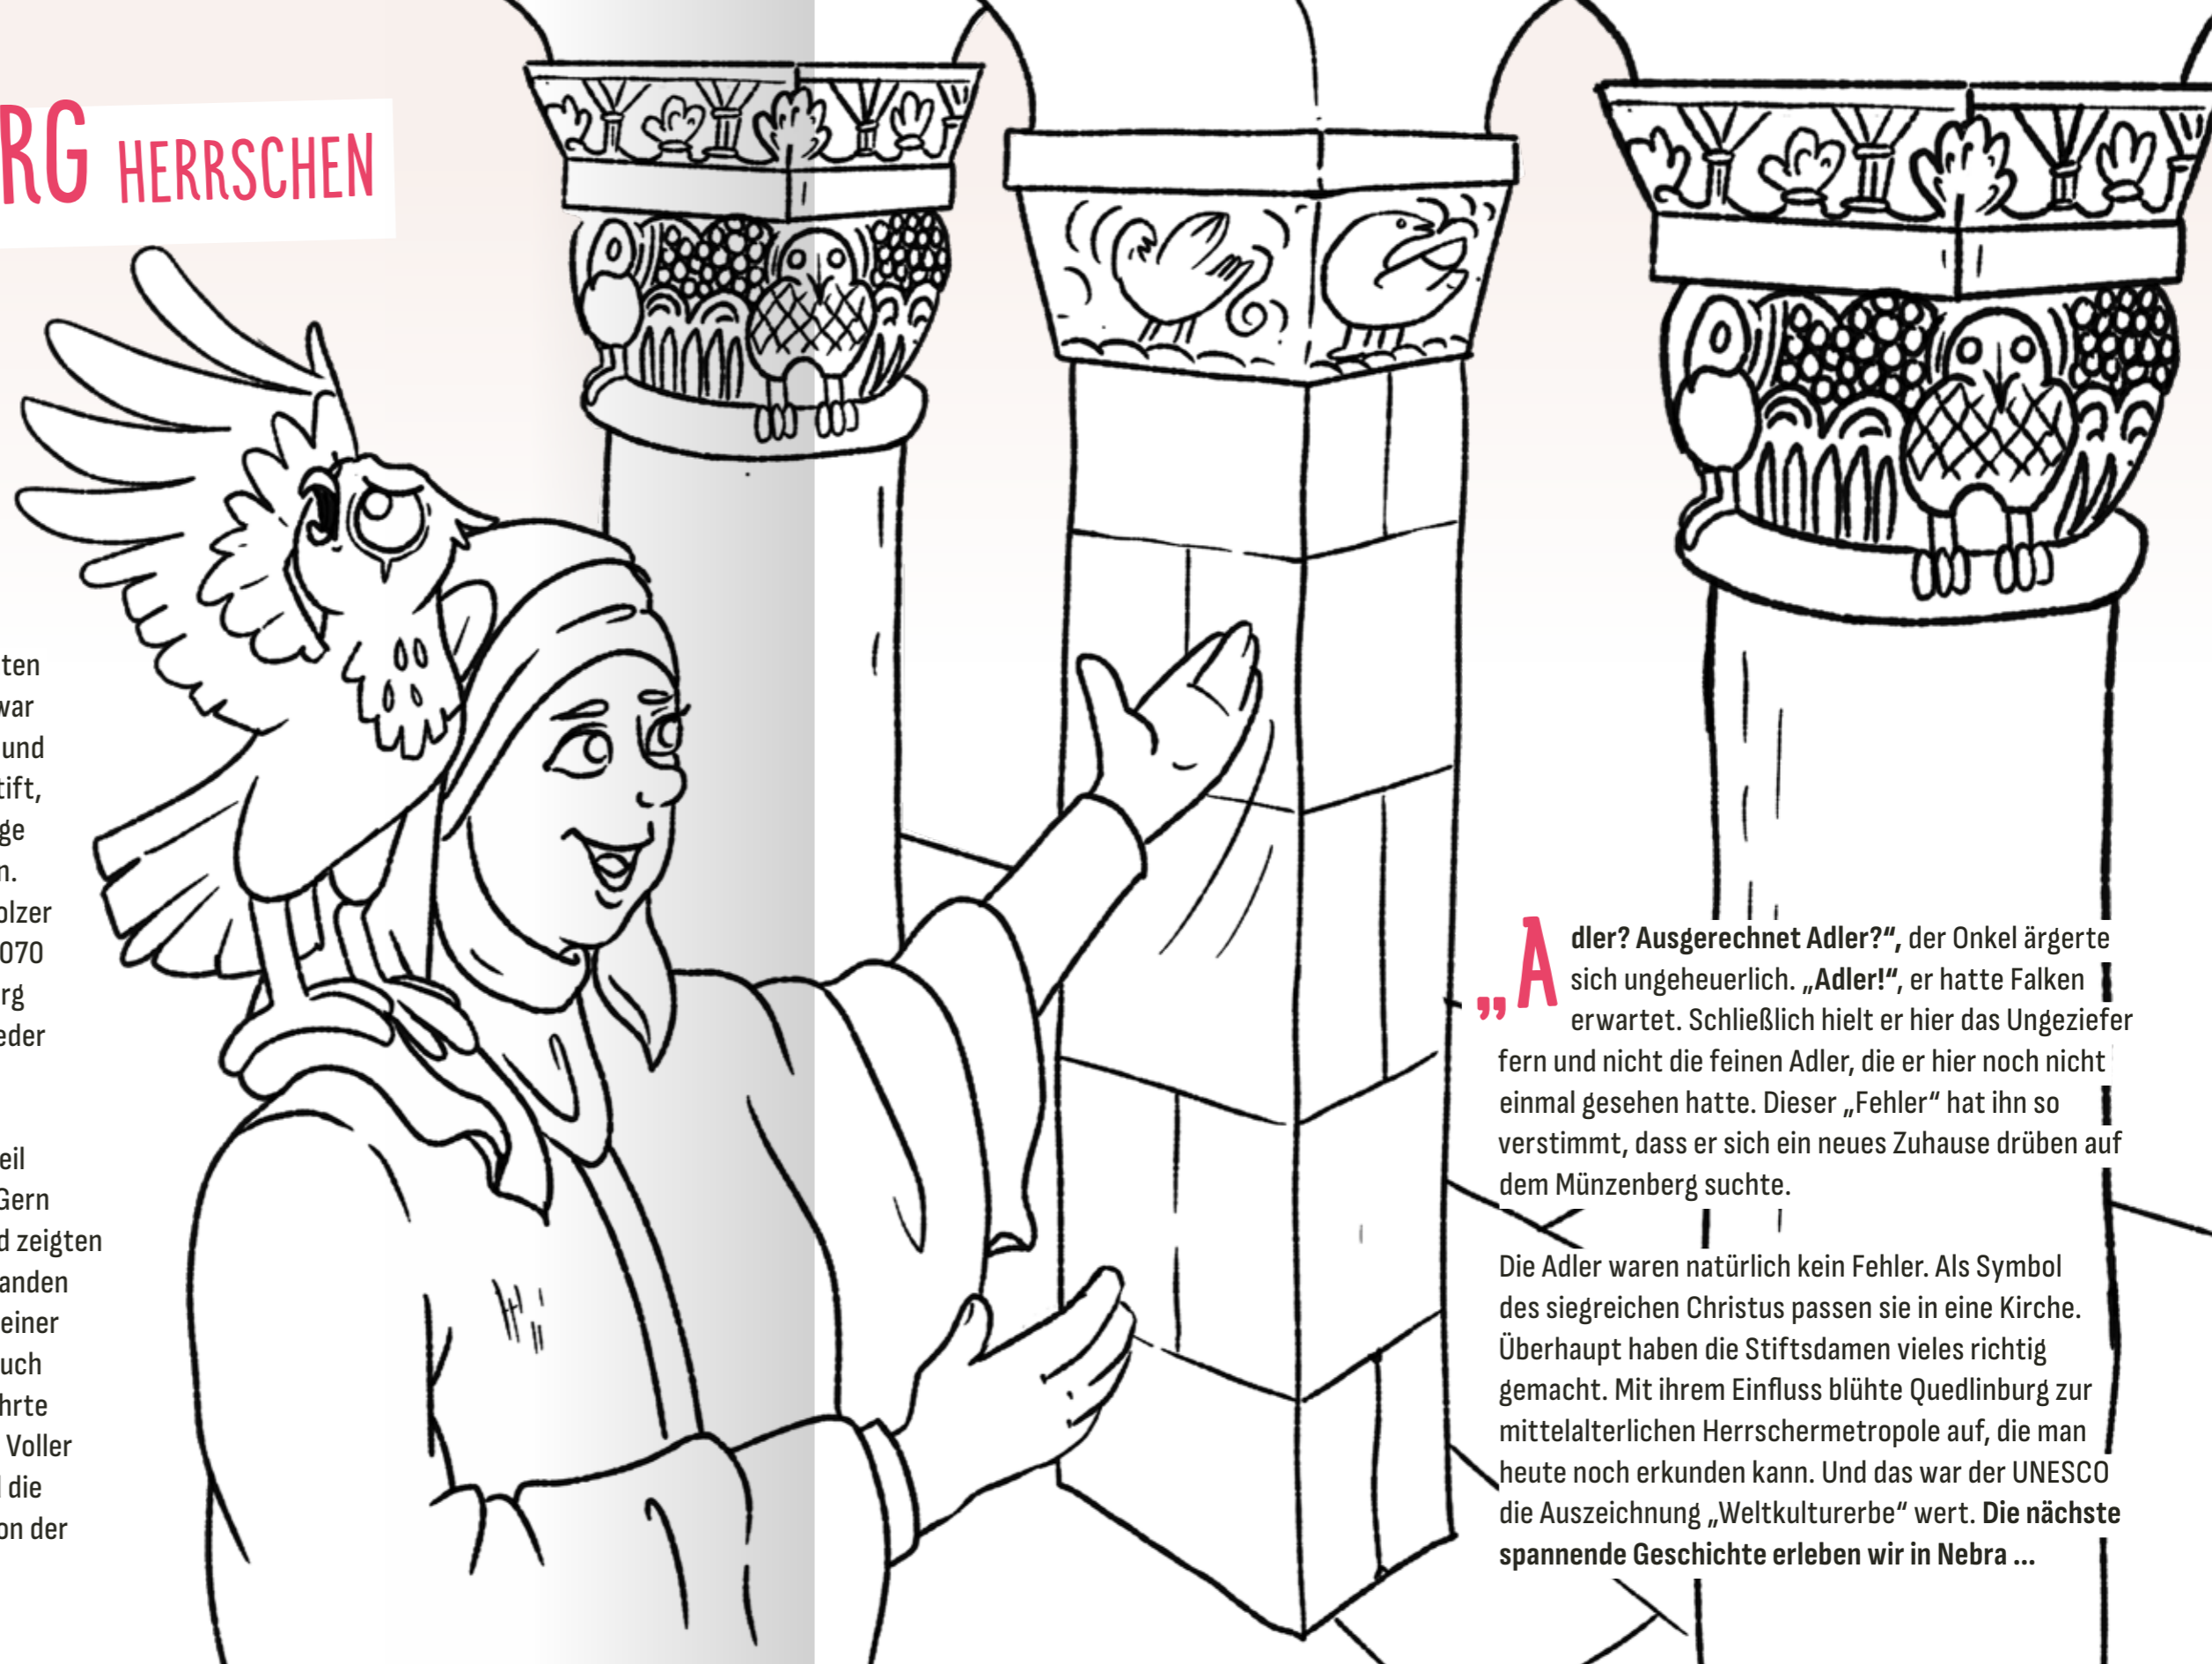 RG HERRSCHEN
ten
war
und
tift,
ge
n.
olzer
070
rg
eder
eil
Gern
d zeigten
anden
einer
uch
hrte
Voller
die
on der
„Adler? Ausgerechnet Adler?“, der Onkel ärgerte
sich ungeheuerlich. „Adler!“, er hatte Falken
erwartet. Schließlich hielt er hier das Ungeziefer
fern und nicht die feinen Adler, die er hier noch nicht
einmal gesehen hatte. Dieser „Fehler“ hat ihn so
verstimmt, dass er sich ein neues Zuhause drüben auf
dem Münzenberg suchte.
Die Adler waren natürlich kein Fehler. Als Symbol
des siegreichen Christus passen sie in eine Kirche.
Überhaupt haben die Stiftsdamen vieles richtig
gemacht. Mit ihrem Einfluss blühte Quedlinburg zur
mittelalterlichen Herrschermetropole auf, die man
heute noch erkunden kann. Und das war der UNESCO
die Auszeichnung „Weltkulturerbe“ wert. Die nächste
spannende Geschichte erleben wir in Nebra ...